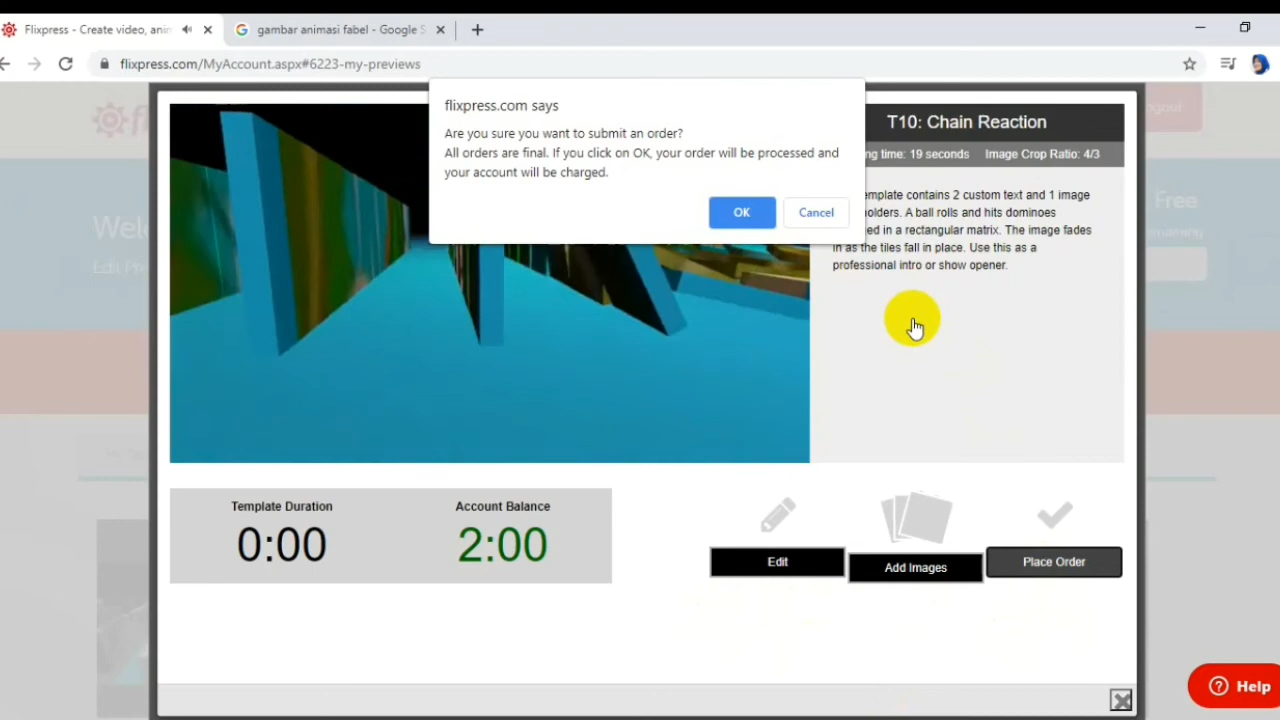 Flixpress - Create video, anim
gambar animasi fabel - Google S
flixpress.com/MyAccount.aspx#6223-my-previews
flixpress.com says
Are you sure you want to submit an order?
All orders are final. If you click on OK, your order will be processed and
your account will be charged.
OK
Cancel
T10: Chain Reaction
ng time: 19 seconds
Image Crop Ratio: 4/3
emplate contains 2 custom text and 1 image
olders. A ball rolls and hits dominoes
ed in a rectangular matrix. The image fades
in as the tiles fall in place. Use this as a
professional intro or show opener.
Welc
Edit Pr
Free
Logout
Template Duration
0:00
Account Balance
2:00
Edit
Add Images
Place Order
Help